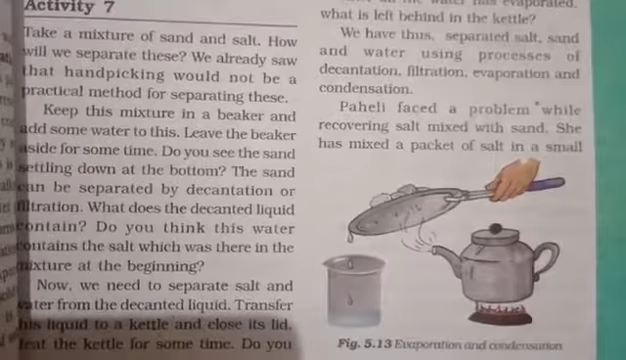 Activity 7
Take a mixture of sand and salt. How
will we separate these? We already saw
that handpicking would not be a
practical method for separating these.
Keep this mixture in a beaker and
add some water to this. Leave the beaker
aside for some time. Do you see the sand
settling down at the bottom? The sand
can be separated by decantation or
filtration. What does the decanted liquid
contain? Do you think this water
contains the salt which was there in the
mixture at the beginning?
Now, we need to separate salt and
water from the decanted liquid. Transfer
this liquid to a kettle and close its lid.
Heat the kettle for some time. Do you
the water has evaporated,
what is left behind in the kettle?
We have thus, separated salt, sand
and water using processes of
decantation, filtration, evaporation and
condensation.
Paheli faced a problem while
recovering salt mixed with sand. She
has mixed a packet of salt in a small
Fig. 5.13 Evaporation and condensation